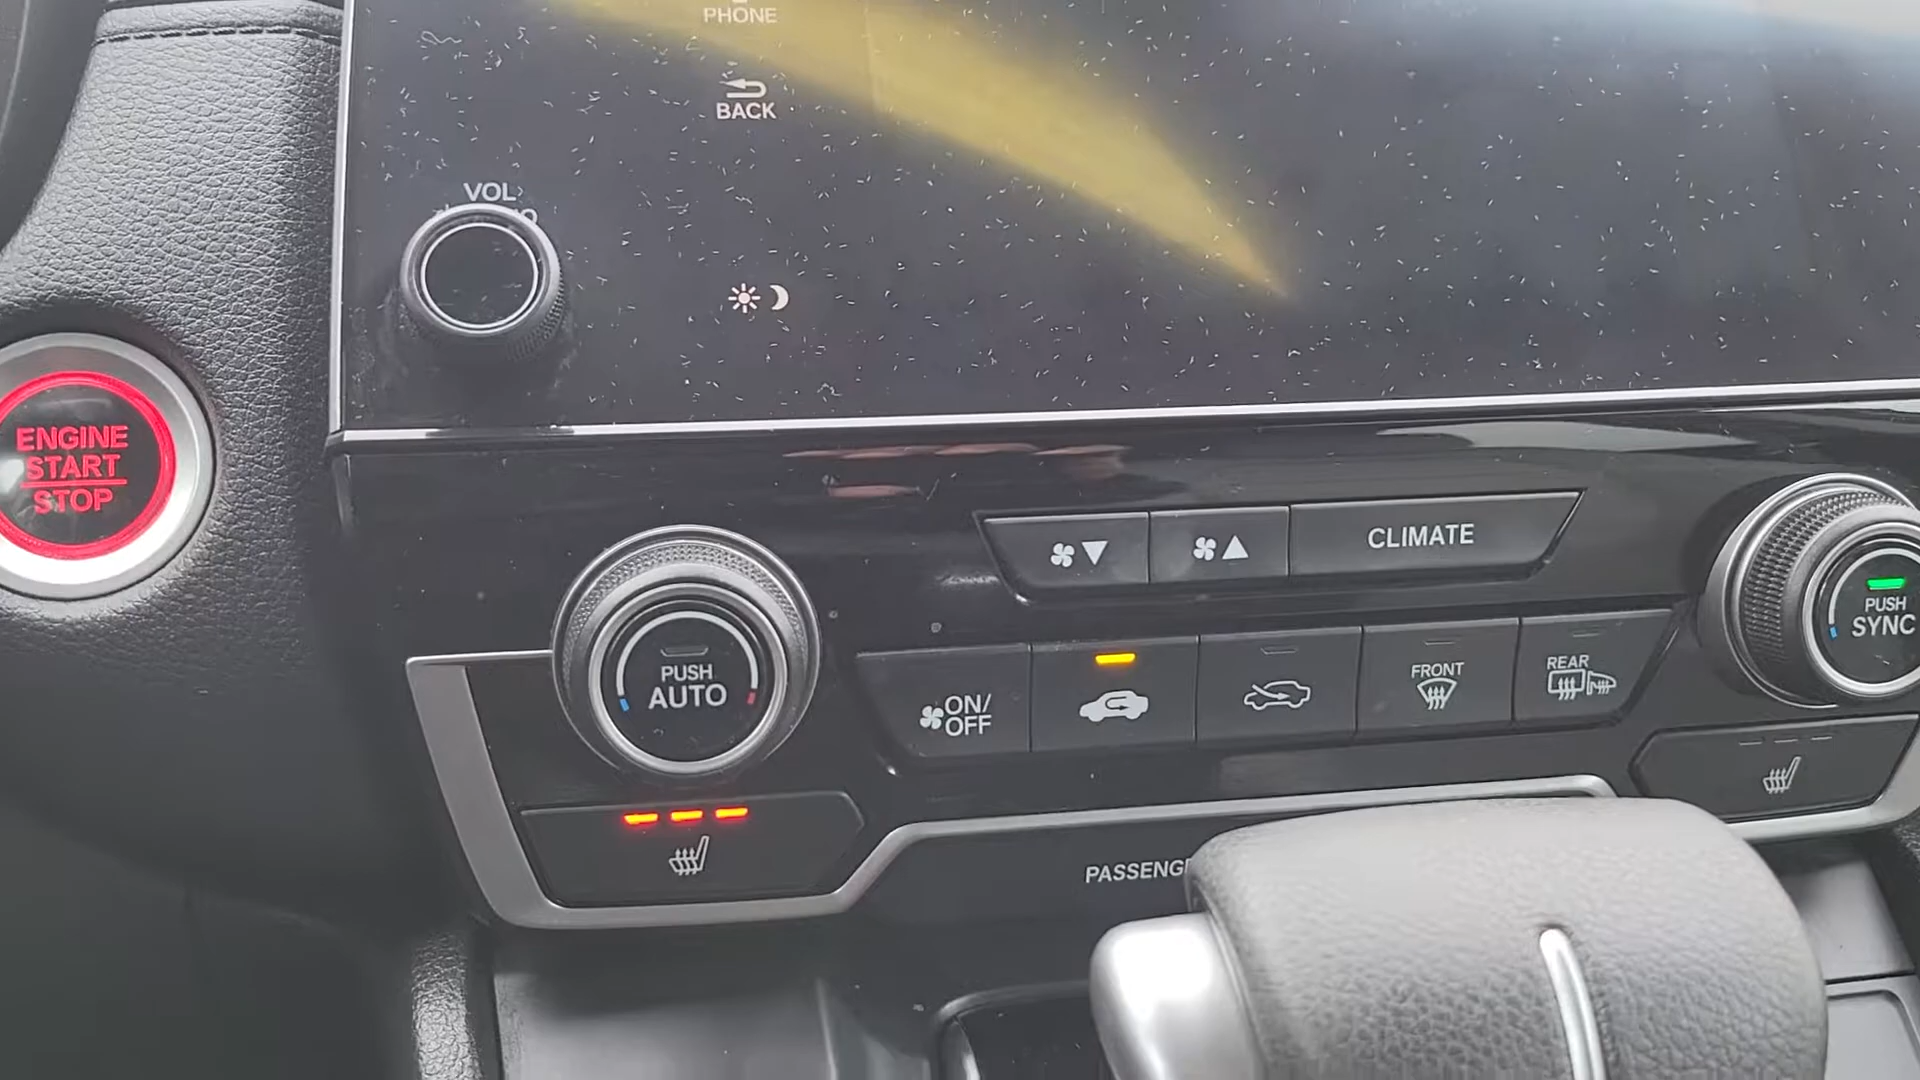 PHONE
BACK
VOL
ENGINE
START
STOP
CLIMATE
PUSH
AUTO
ON/
OFF
FRONT
REAR
PUSH
SYNC